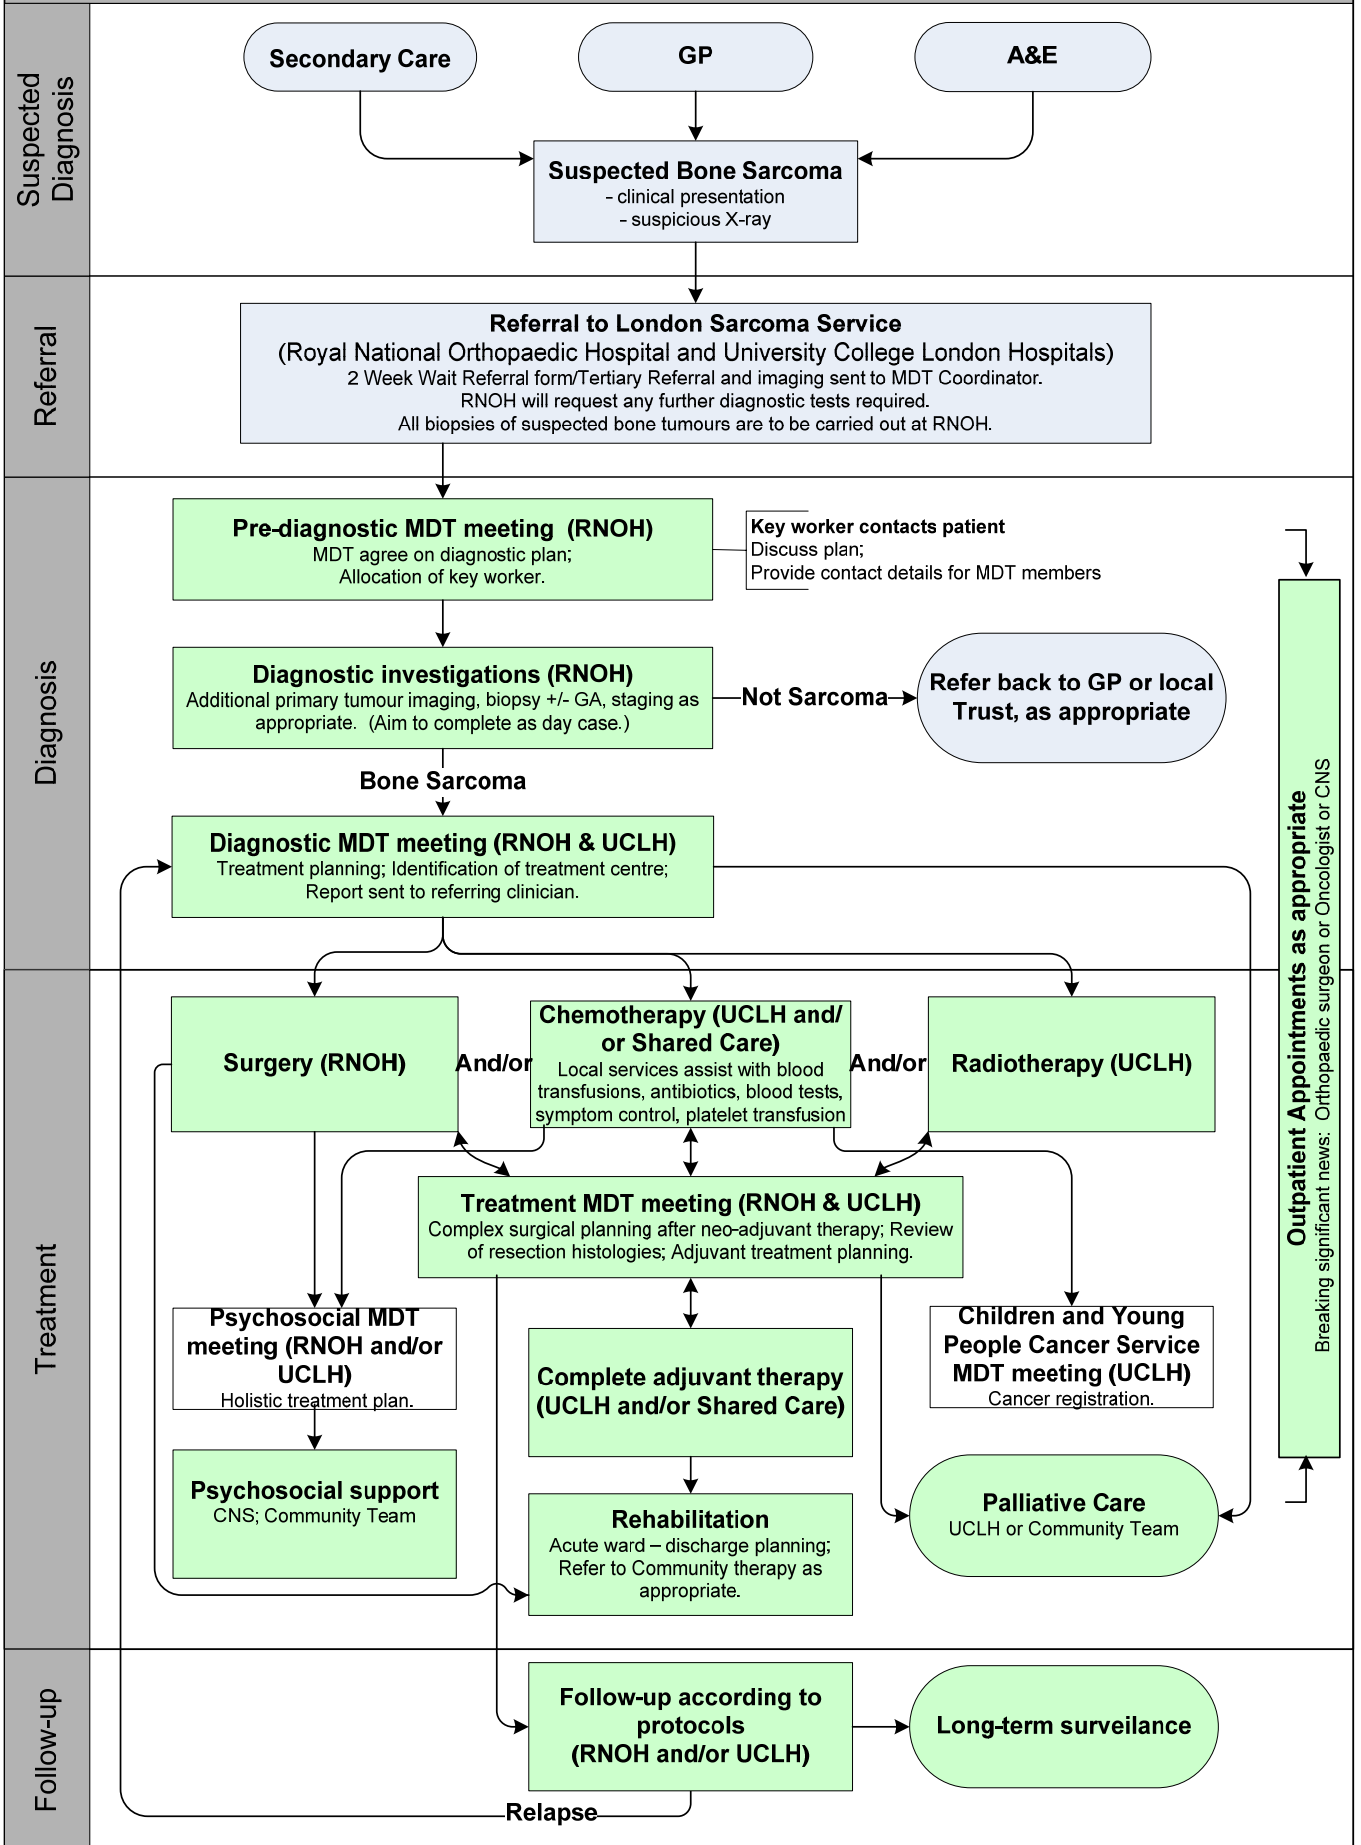 Suspected
Diagnosis
Secondary Care
GP
A&E
Suspected Bone Sarcoma
- clinical presentation
- suspicious X-ray
Referral
Referral to London Sarcoma Service
(Royal National Orthopaedic Hospital and University College London Hospitals)
2 Week Wait Referral form/Tertiary Referral and imaging sent to MDT Coordinator.
RNOH will request any further diagnostic tests required.
All biopsies of suspected bone tumours are to be carried out at RNOH.
Diagnosis
Pre-diagnostic MDT meeting (RNOH)
MDT agree on diagnostic plan;
Allocation of key worker.
Key worker contacts patient
Discuss plan;
Provide contact details for MDT members
Diagnostic investigations (RNOH)
Additional primary tumour imaging, biopsy +/- GA, staging as
appropriate. (Aim to complete as day case.)
Not Sarcoma
Refer back to GP or local
Trust, as appropriate
Bone Sarcoma
Diagnostic MDT meeting (RNOH & UCLH)
Treatment planning; Identification of treatment centre;
Report sent to referring clinician.
Outpatient Appointments as appropriate
Breaking significant news: Orthopaedic surgeon or Oncologist or CNS
Treatment
Surgery (RNOH)
And/or
Chemotherapy (UCLH and/
or Shared Care)
Local services assist with blood
transfusions, antibiotics, blood tests,
symptom control, platelet transfusion
And/or
Radiotherapy (UCLH)
Treatment MDT meeting (RNOH & UCLH)
Complex surgical planning after neo-adjuvant therapy; Review
of resection histologies; Adjuvant treatment planning.
Psychosocial MDT
meeting (RNOH and/or
UCLH)
Holistic treatment plan.
Complete adjuvant therapy
(UCLH and/or Shared Care)
Children and Young
People Cancer Service
MDT meeting (UCLH)
Cancer registration.
Psychosocial support
CNS; Community Team
Rehabilitation
Acute ward – discharge planning;
Refer to Community therapy as
appropriate.
Palliative Care
UCLH or Community Team
Follow-up
Follow-up according to
protocols
(RNOH and/or UCLH)
Long-term surveilance
Relapse